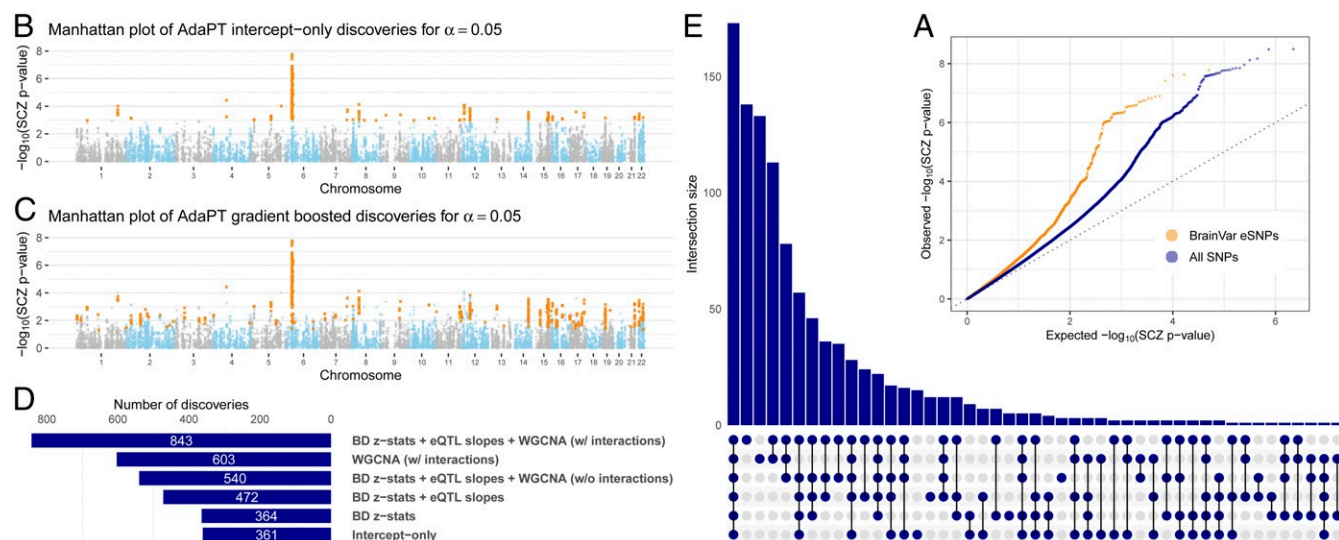 B Manhattan plot of AdaPT intercept-only discoveries for α = 0.05
−log₁₀(SCZ p-value)
8
6
4
2
0
1 2 3 4 5 6 7 8 9 10 11 12 13 14 15 16 17 18 19 20 21 22
Chromosome
C Manhattan plot of AdaPT gradient boosted discoveries for α = 0.05
−log₁₀(SCZ p-value)
8
6
4
2
0
1 2 3 4 5 6 7 8 9 10 11 12 13 14 15 16 17 18 19 20 21 22
Chromosome
D
Number of discoveries
800 600 400 200 0
843 BD z-stats + eQTL slopes + WGCNA (w/ interactions)
603 WGCNA (w/ interactions)
540 BD z-stats + eQTL slopes + WGCNA (w/o interactions)
472 BD z-stats + eQTL slopes
364 BD z-stats
361 Intercept-only
E
Intersection size
150
100
50
0
A
Observed −log₁₀(SCZ p-value)
8
6
4
2
0
BrainVar eSNPs
All SNPs
0 2 4 6
Expected −log₁₀(SCZ p-value)